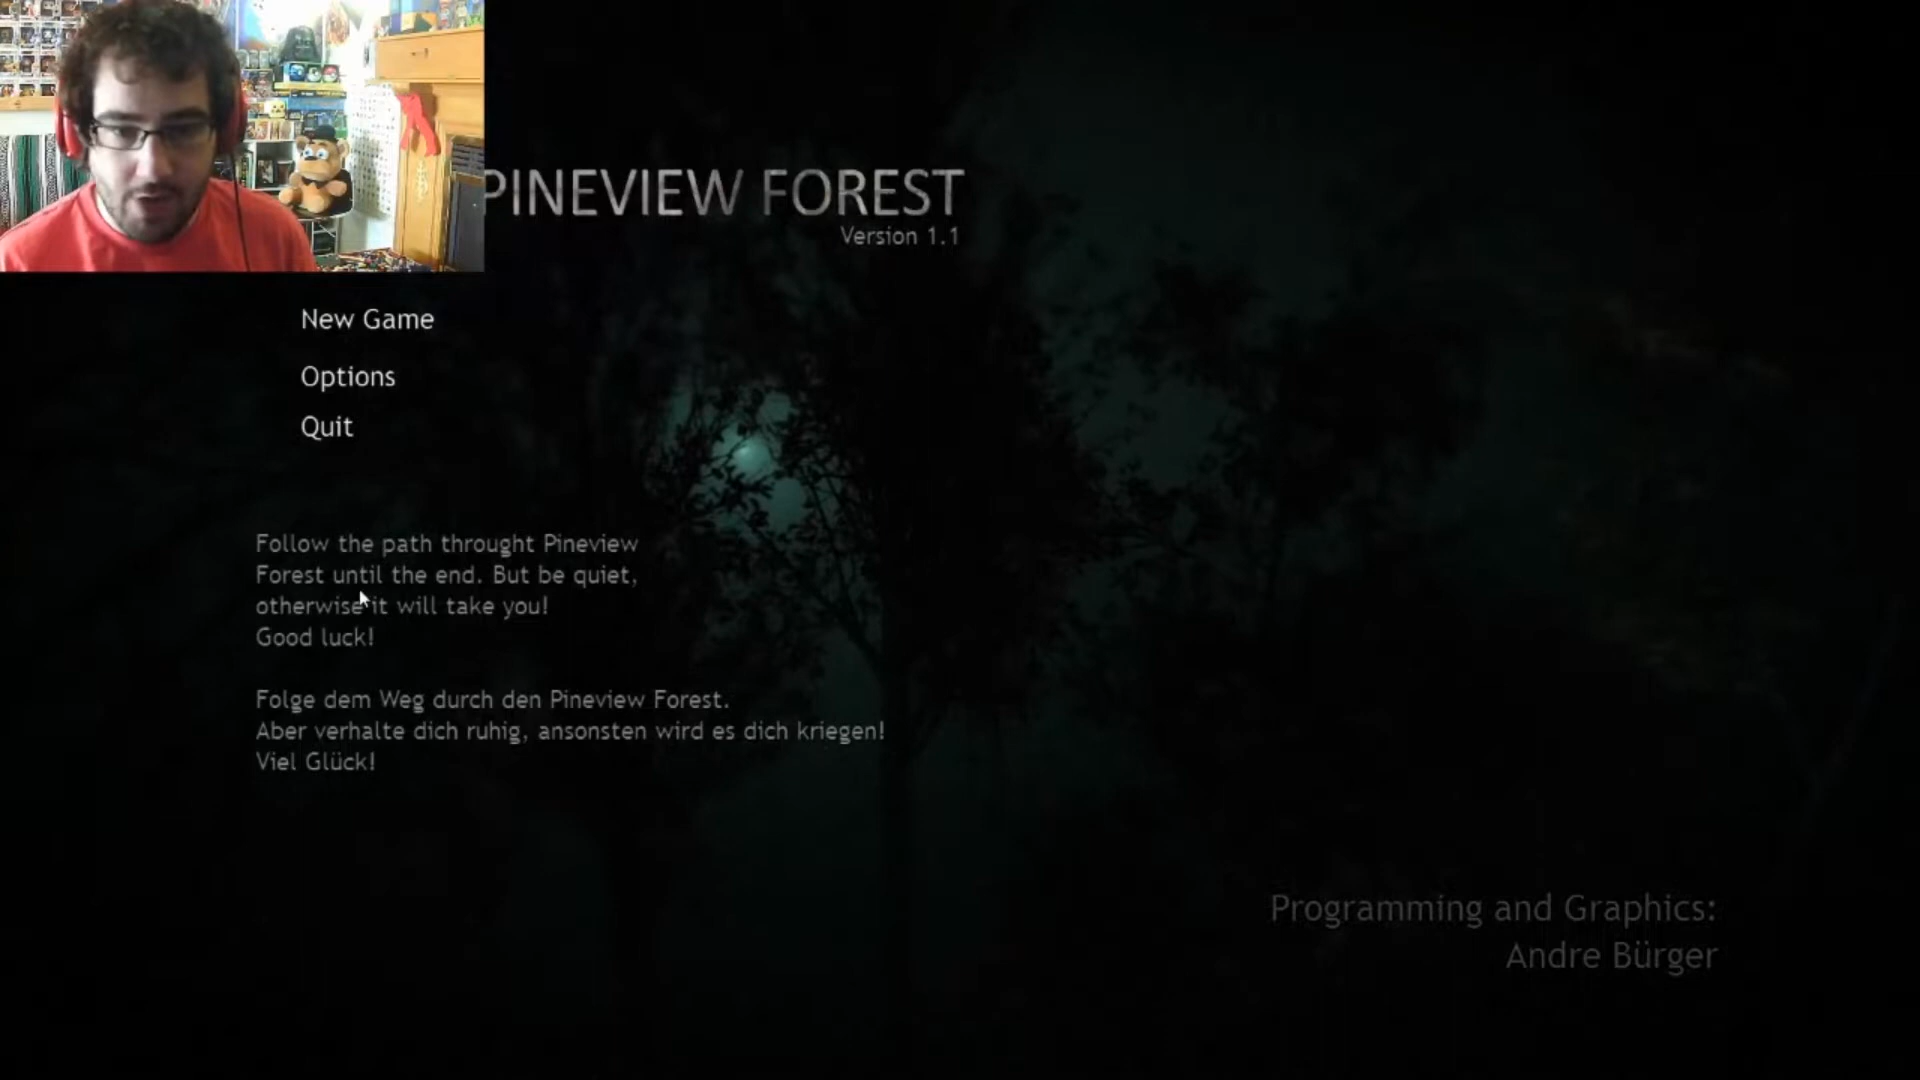 PINEVIEW FOREST
Version 1.1
New Game
Options
Quit
Follow the path throught Pineview
Forest until the end. But be quiet,
otherwise it will take you!
Good luck!
Folge dem Weg durch den Pineview Forest.
Aber verhalte dich ruhig, ansonsten wird es dich kriegen!
Viel Glück!
Programming and Graphics:
Andre Bürger